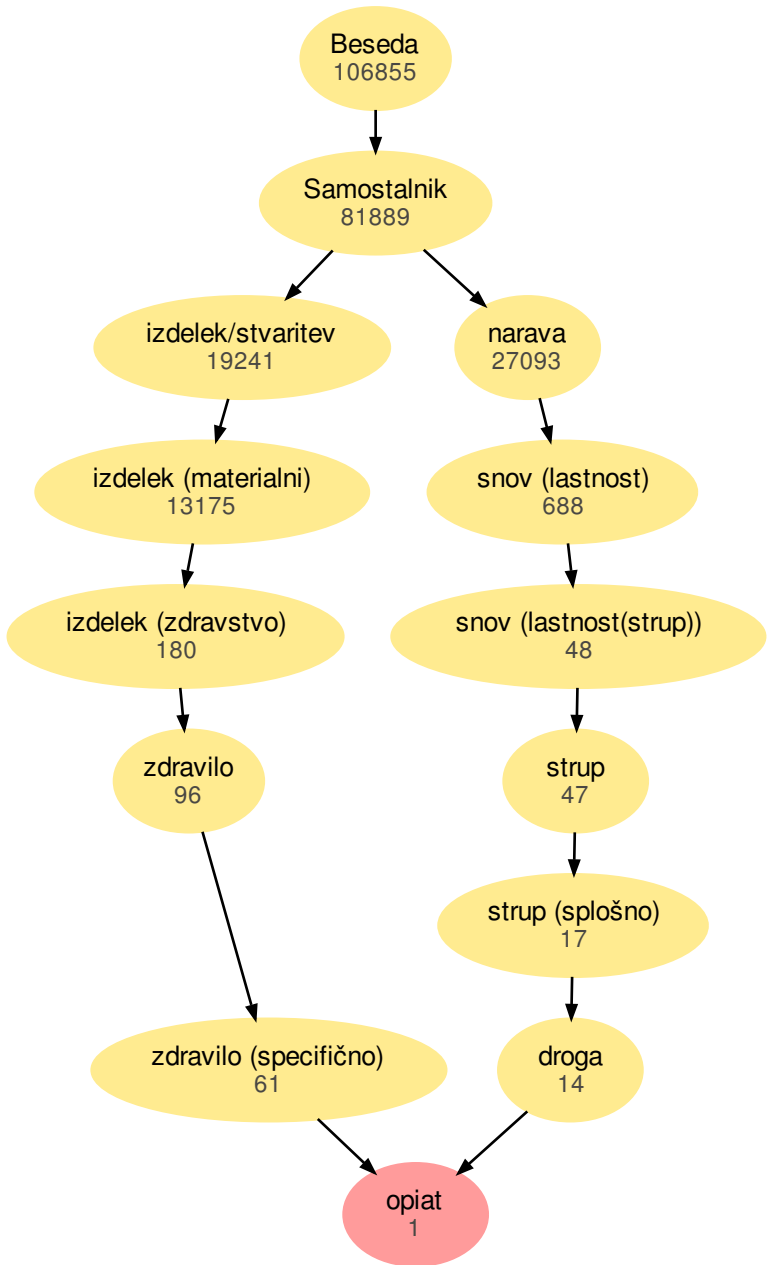 Beseda
106855
Samostalnik
81889
izdelek/stvaritev
19241
narava
27093
izdelek (materialni)
13175
snov (lastnost)
688
izdelek (zdravstvo)
180
snov (lastnost(strup))
48
zdravilo
96
strup
47
strup (splošno)
17
zdravilo (specifično)
61
droga
14
opiat
1